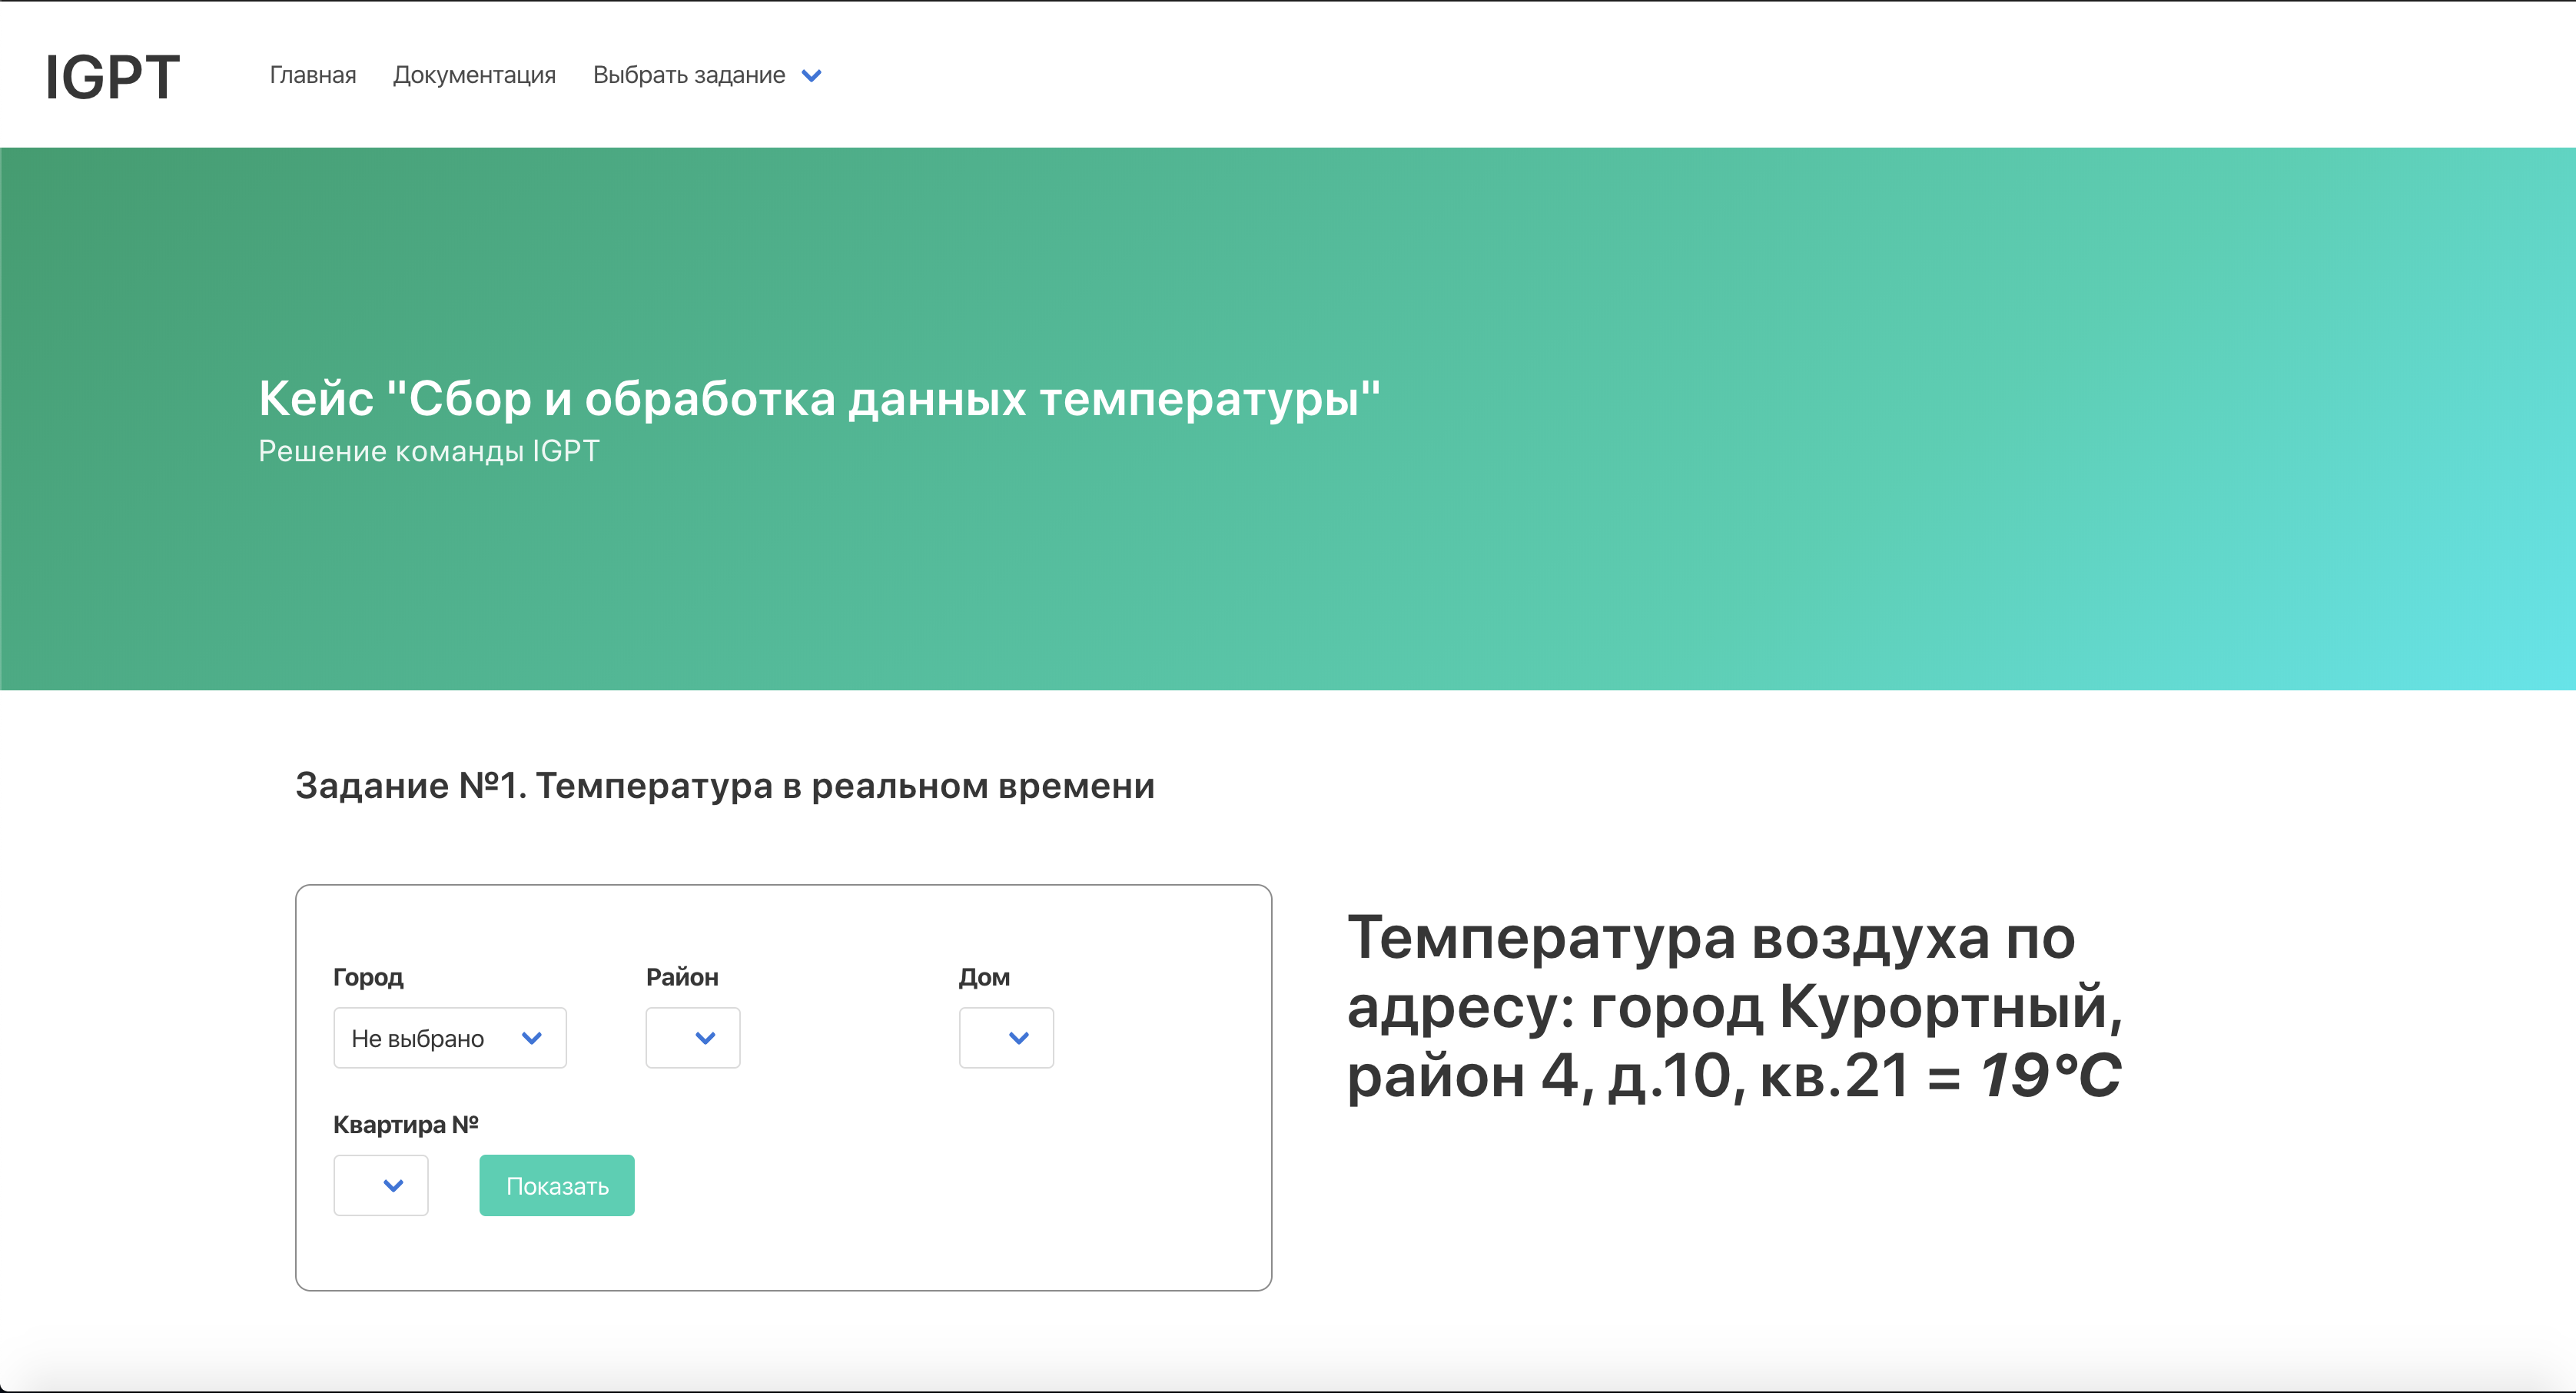 IGPT
Главная Документация Выбрать задание
Кейс "Сбор и обработка данных температуры"
Решение команды IGPT
Задание №1. Температура в реальном времени
Город Район Дом
Не выбрано
Квартира №
Показать
Температура воздуха по
адресу: город Курортный,
район 4, д.10, кв.21 = 19°C